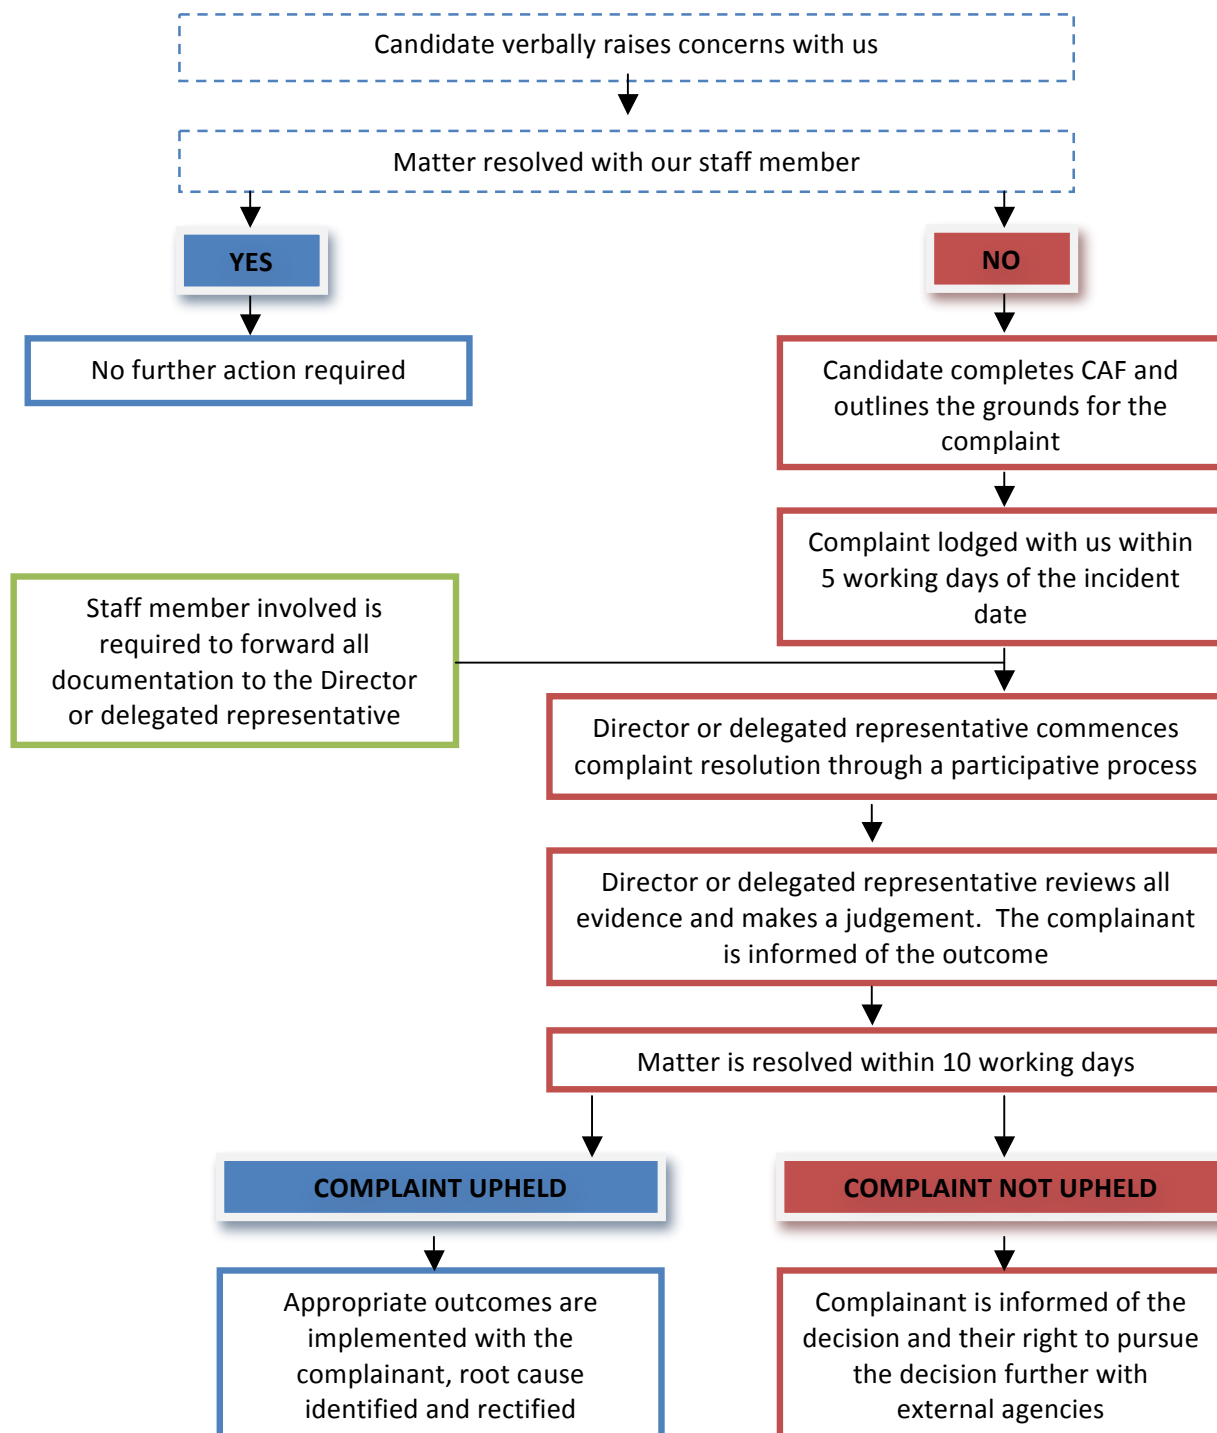 Candidate verbally raises concerns with us
Matter resolved with our staff member
YES
NO
No further action required
Candidate completes CAF and
outlines the grounds for the
complaint
Complaint lodged with us within
5 working days of the incident
date
Staff member involved is
required to forward all
documentation to the Director
or delegated representative
Director or delegated representative commences
complaint resolution through a participative process
Director or delegated representative reviews all
evidence and makes a judgement.  The complainant
is informed of the outcome
Matter is resolved within 10 working days
COMPLAINT UPHELD
COMPLAINT NOT UPHELD
Appropriate outcomes are
implemented with the
complainant, root cause
identified and rectified
Complainant is informed of the
decision and their right to pursue
the decision further with
external agencies